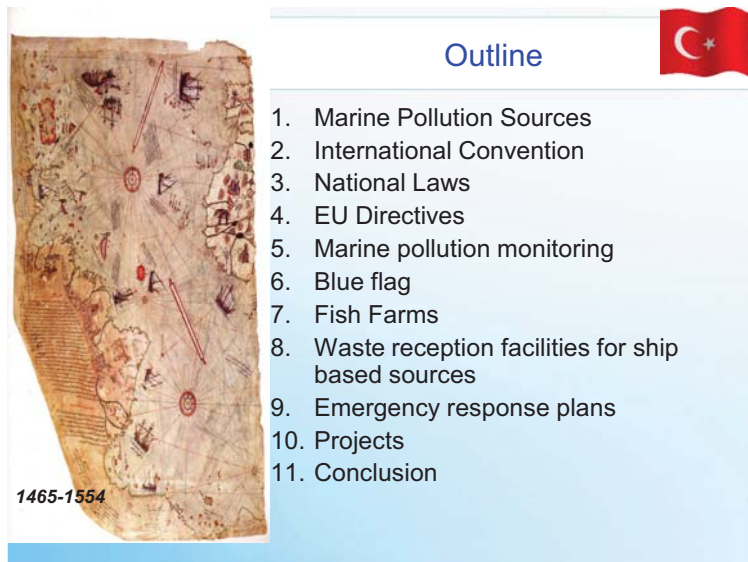 Outline
1. Marine Pollution Sources
2. International Convention
3. National Laws
4. EU Directives
5. Marine pollution monitoring
6. Blue flag
7. Fish Farms
8. Waste reception facilities for ship
based sources
9. Emergency response plans
10. Projects
11. Conclusion
1465-1554